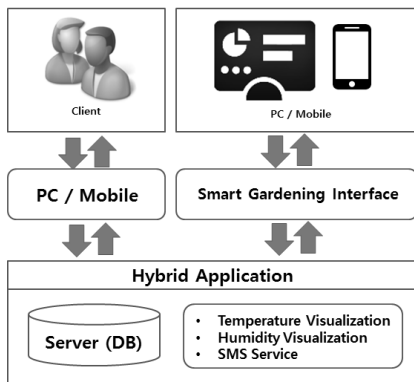 Client
PC / Mobile
PC / Mobile
Smart Gardening Interface
Hybrid Application
Server (DB)
• Temperature Visualization
• Humidity Visualization
• SMS Service